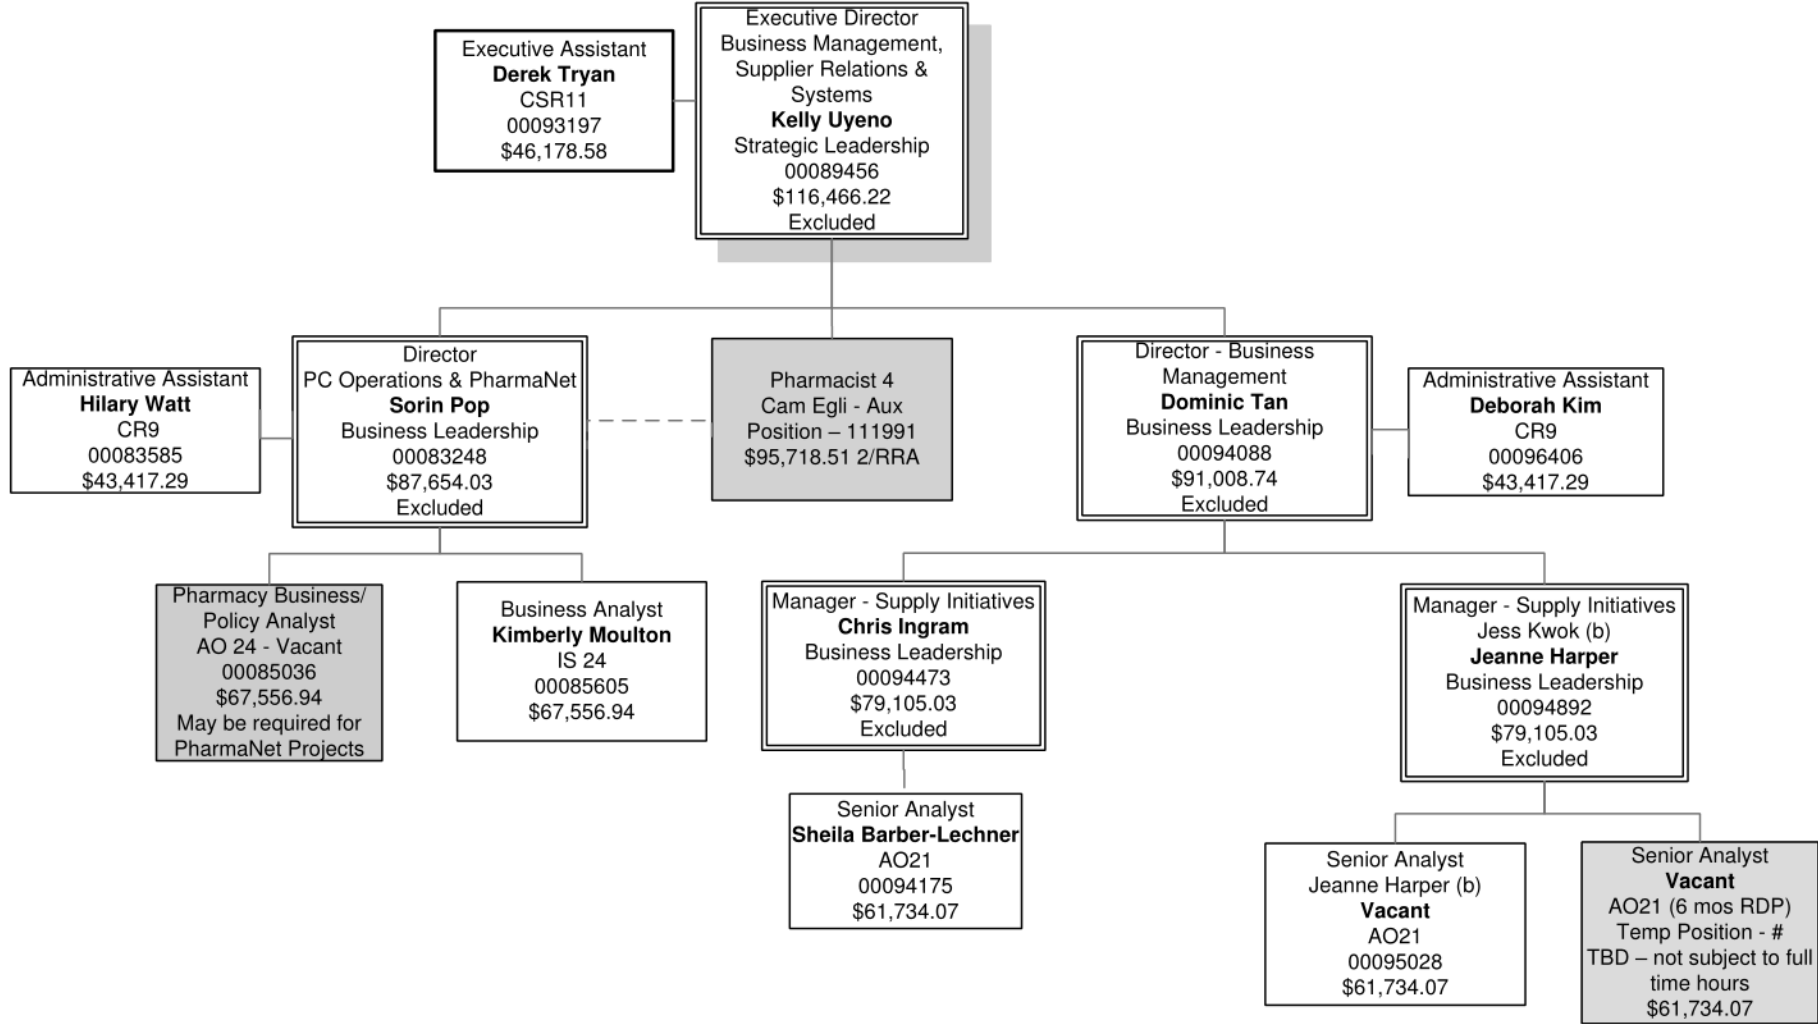 Executive Assistant
Derek Tryan
CSR11
00093197
$46,178.58
Executive Director
Business Management,
Supplier Relations &
Systems
Kelly Uyeno
Strategic Leadership
00089456
$116,466.22
Excluded
Administrative Assistant
Hilary Watt
CR9
00083585
$43,417.29
Director
PC Operations & PharmaNet
Sorin Pop
Business Leadership
00083248
$87,654.03
Excluded
Pharmacist 4
Cam Egli - Aux
Position – 111991
$95,718.51 2/RRA
Director - Business
Management
Dominic Tan
Business Leadership
00094088
$91,008.74
Excluded
Administrative Assistant
Deborah Kim
CR9
00096406
$43,417.29
Pharmacy Business/
Policy Analyst
AO 24 - Vacant
00085036
$67,556.94
May be required for
PharmaNet Projects
Business Analyst
Kimberly Moulton
IS 24
00085605
$67,556.94
Manager - Supply Initiatives
Chris Ingram
Business Leadership
00094473
$79,105.03
Excluded
Manager - Supply Initiatives
Jess Kwok (b)
Jeanne Harper
Business Leadership
00094892
$79,105.03
Excluded
Senior Analyst
Sheila Barber-Lechner
AO21
00094175
$61,734.07
Senior Analyst
Jeanne Harper (b)
Vacant
AO21
00095028
$61,734.07
Senior Analyst
Vacant
AO21 (6 mos RDP)
Temp Position - #
TBD – not subject to full
time hours
$61,734.07